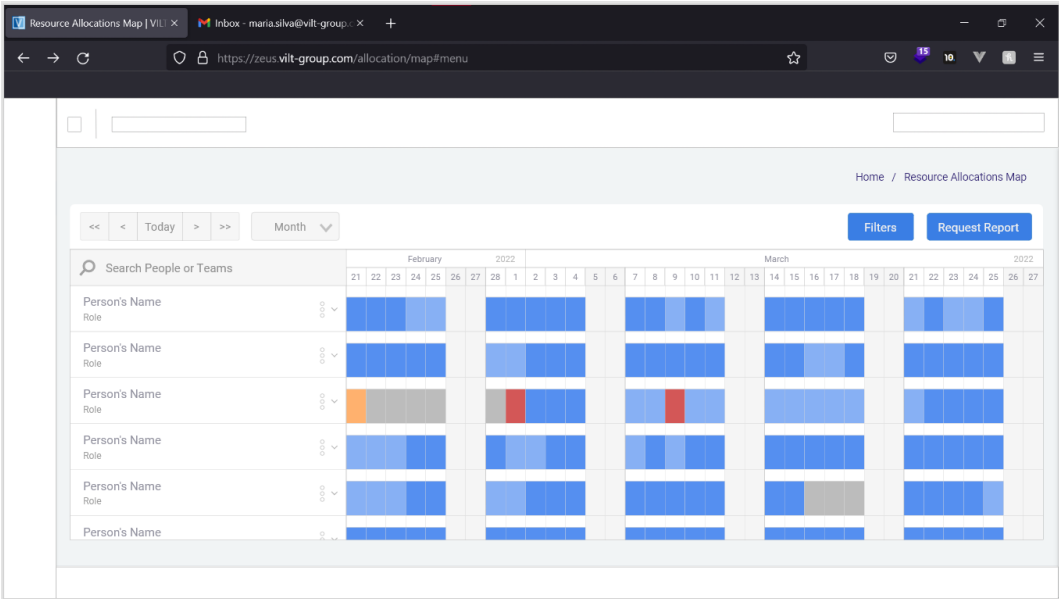 Resource Allocations Map | VIL
Inbox - maria.silva@vilt-group.c
15
10.
https://zeus.vilt-group.com/allocation/map#menu
Home / Resource Allocations Map
<< < Today > >> Month Filters Request Report
Search People or Teams
February 2022 March 2022
21 22 23 24 25 26 27 28 1 2 3 4 5 6 7 8 9 10 11 12 13 14 15 16 17 18 19 20 21 22 23 24 25 26 27
Person's Name
Role
Person's Name
Role
Person's Name
Role
Person's Name
Role
Person's Name
Role
Person's Name